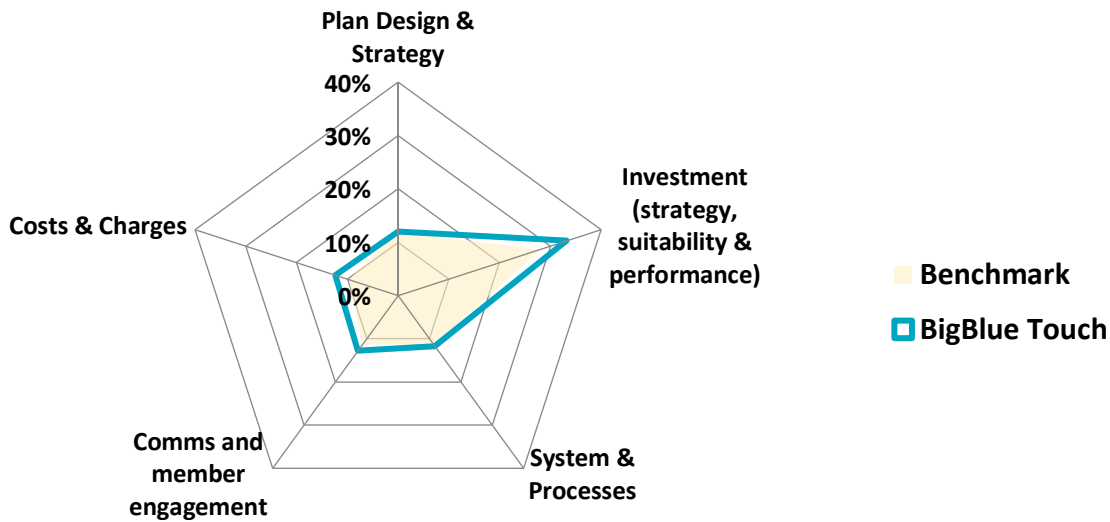 Plan Design &
Strategy
40%
30%
20%
10%
0%
Investment
(strategy,
suitability &
performance)
Costs & Charges
Benchmark
BigBlue Touch
Comms and
member
engagement
System &
Processes